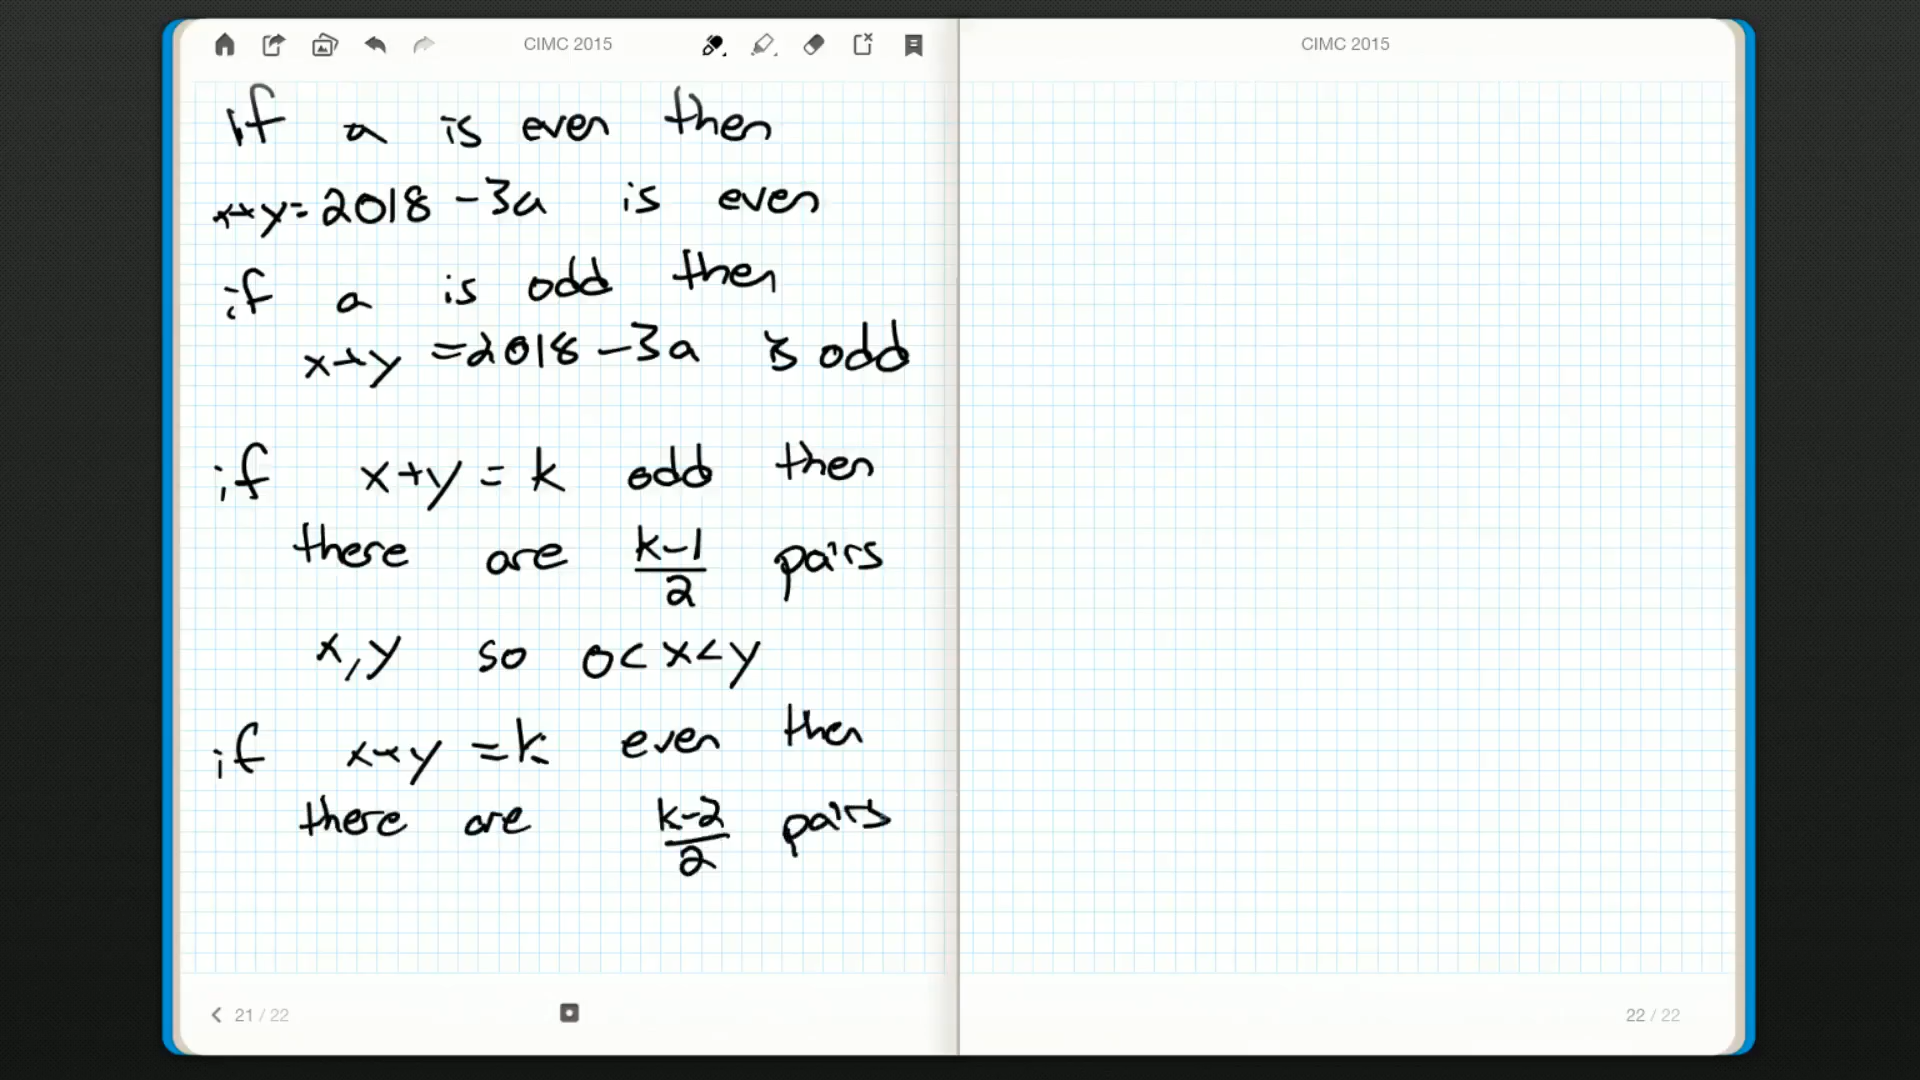 CIMC 2015
if a is even then
x+y=2018-3a is even
if a is odd then
x+y =2018-3a is odd
if x+y=k odd then
there are \frac{k-1}{2} pairs
x,y so 0<x<y
if x+y=k even then
there are \frac{k-2}{2} pairs
21 / 22
CIMC 2015
22 / 22